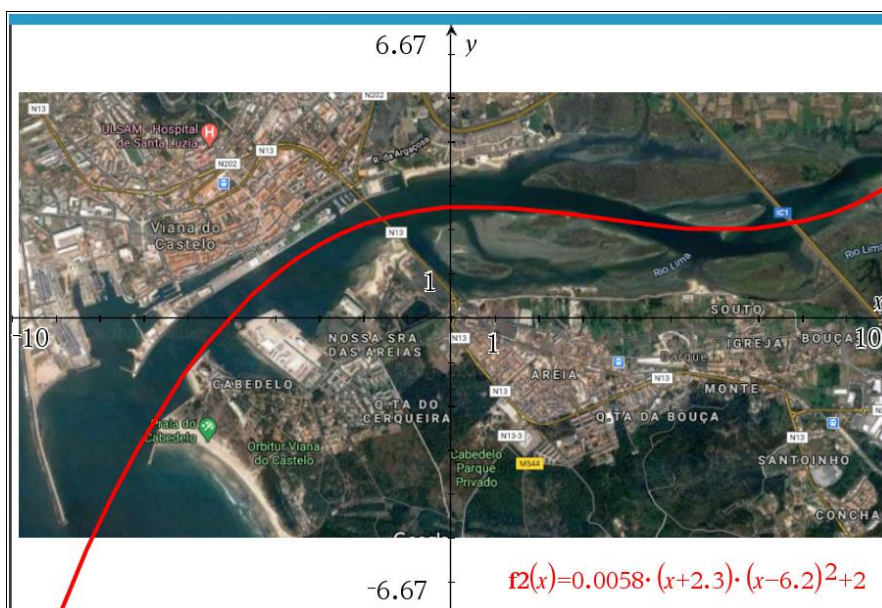 6.67 y
N202
N13
ULSAM - Hospital
de Santa Luzia
H
R. da Argaçosa
N13
N202
IC1
Viana do
Castelo
N13
Rio Lima
Rio Lima
1
SOUTO
x
-10
1
10
NOSSA SRA.
DAS AREIAS
N13
IGREJA
BOUÇA
Parque
CABEDELO
AREIA
N13
MONTE
N13
Q.TA DO
CERQUEIRA
Q.TA DA BOUÇA
Praia do
Cabedelo
N13-3
N13
Orbitur Viana
do Castelo
Cabedelo
Parque
Privado
M544
SANTOINHO
CONCHA
-6.67
f2(x)=0.0058·(x+2.3)·(x-6.2)²+2